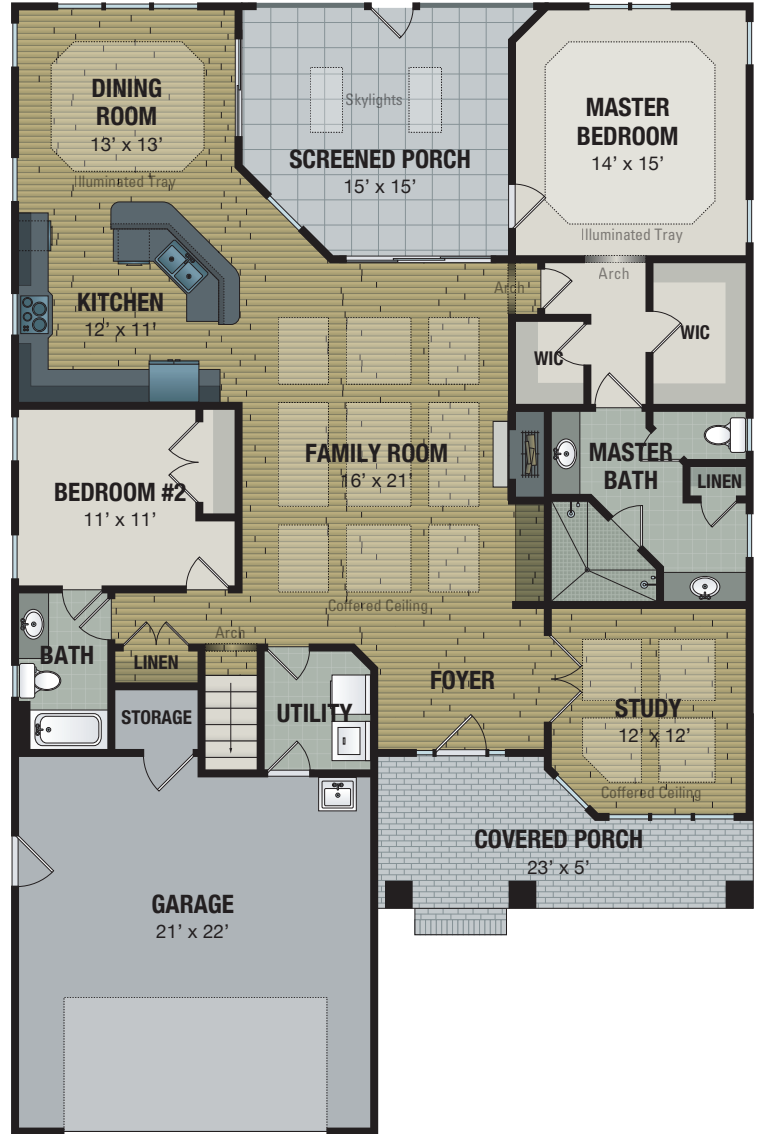 DINING
ROOM
13’ x 13’
Illuminated Tray
Skylights
SCREENED PORCH
15’ x 15’
MASTER
BEDROOM
14’ x 15’
Illuminated Tray
Arch
Arch
KITCHEN
12’ x 11’
WIC
WIC
FAMILY ROOM
16’ x 21’
MASTER
BATH
LINEN
BEDROOM #2
11’ x 11’
Coffered Ceiling
Arch
BATH
LINEN
STORAGE
UTILITY
FOYER
STUDY
12’ x 12’
Coffered Ceiling
COVERED PORCH
23’ x 5’
GARAGE
21’ x 22’